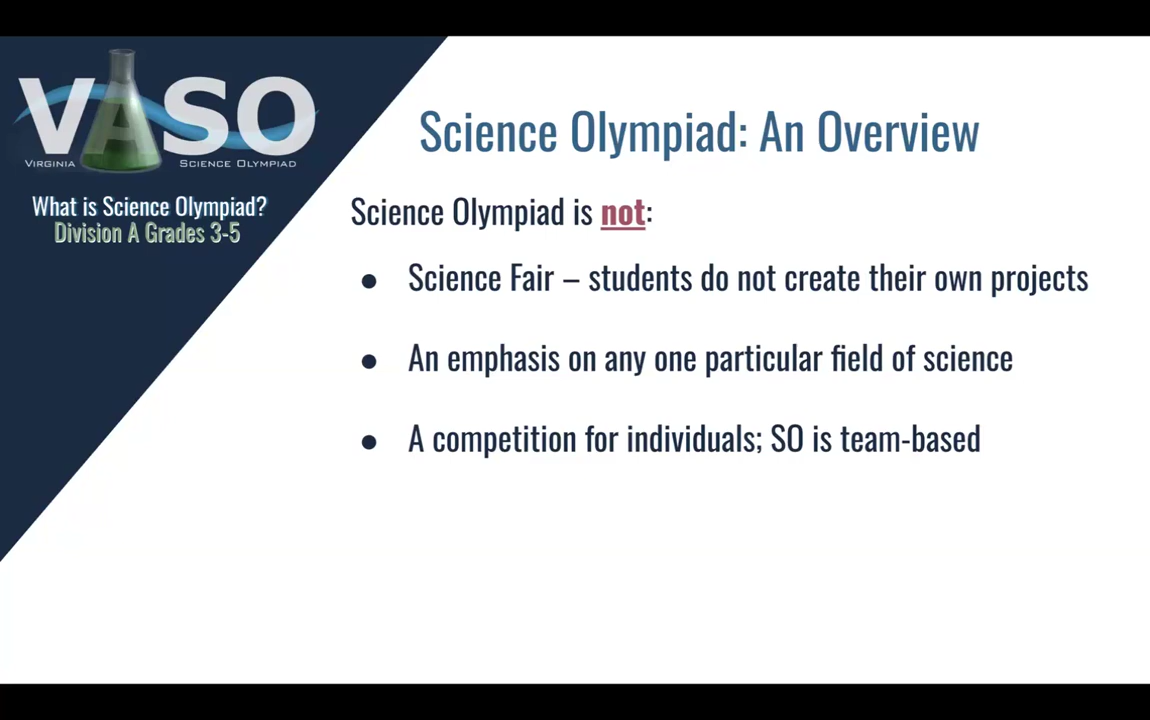 VASO
VIRGINIA SCIENCE OLYMPIAD
What is Science Olympiad?
Division A Grades 3-5
Science Olympiad: An Overview
Science Olympiad is not:
● Science Fair – students do not create their own projects
● An emphasis on any one particular field of science
● A competition for individuals; SO is team-based